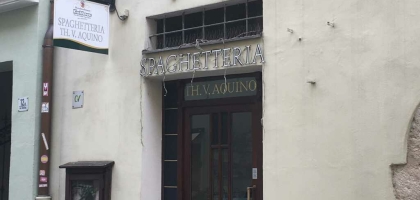 SPAGHETTERIA
TH. V. AQUINO
SPAGHETTERIA
TH. V. AQUINO